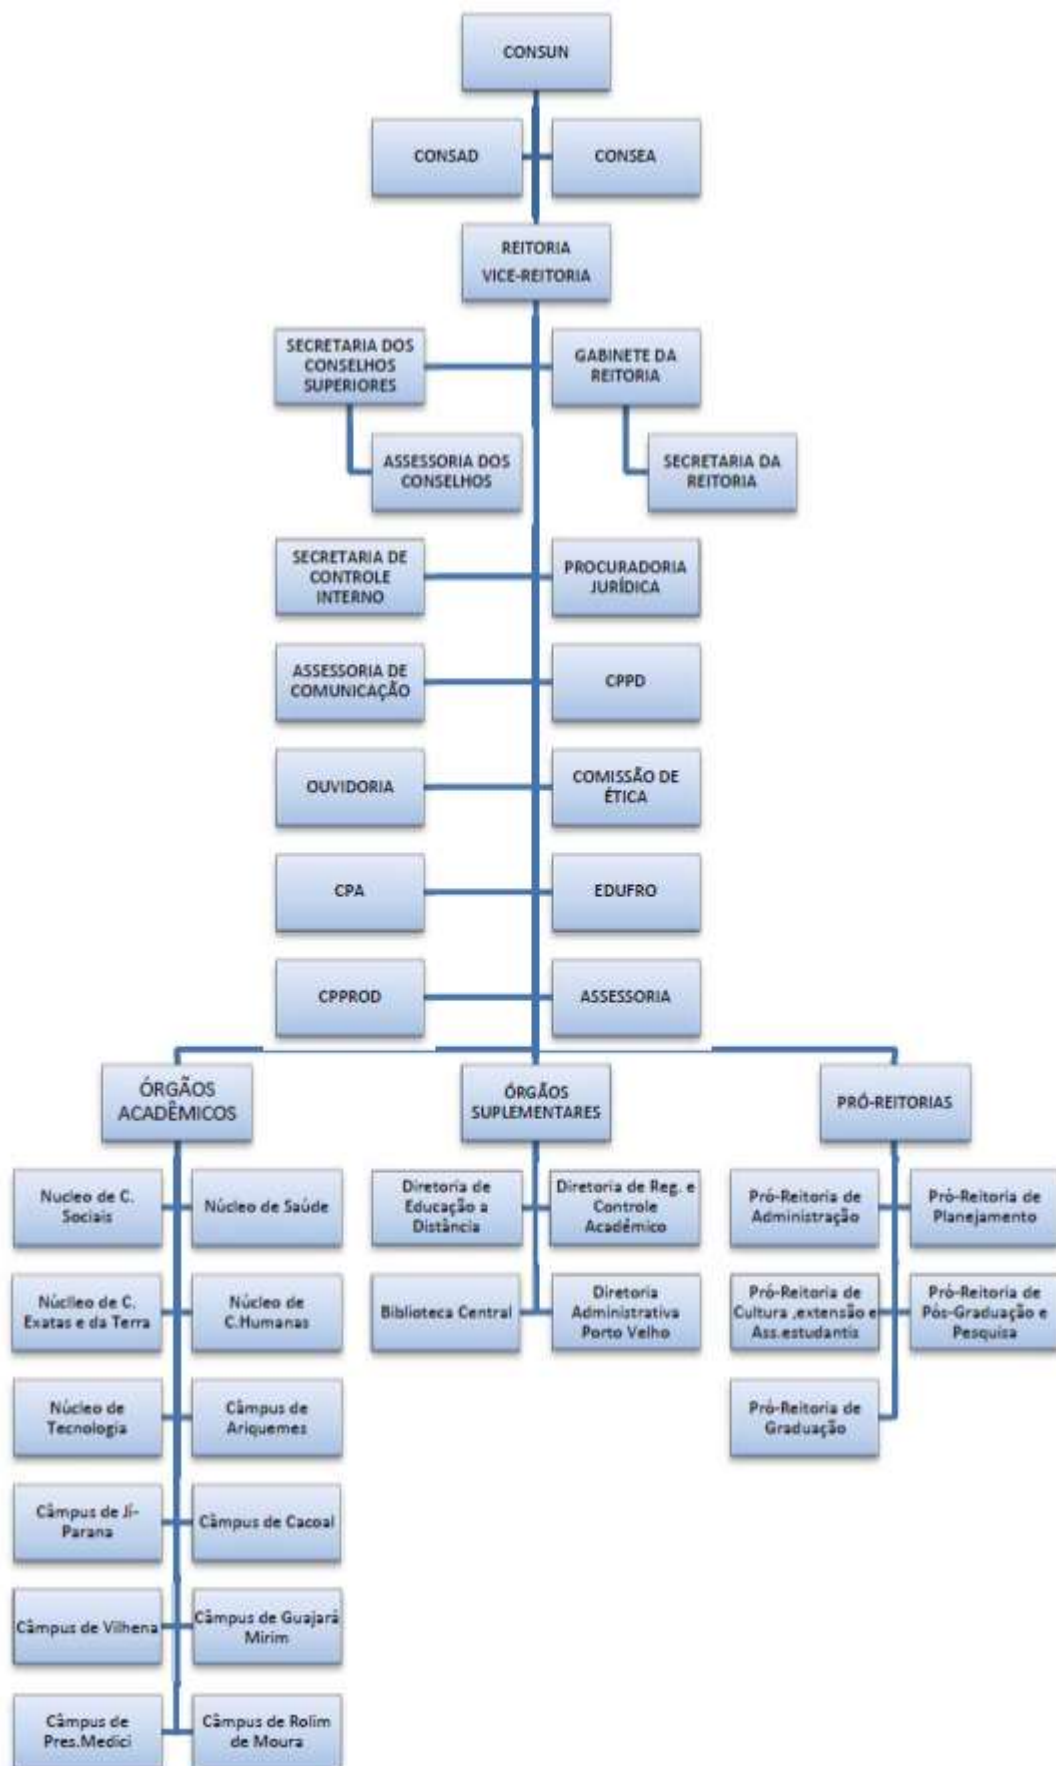 CONSUN
CONSAD
CONSEA
REITORIA
VICE-REITORIA
SECRETARIA DOS
CONSELHOS
SUPERIORES
GABINETE DA
REITORIA
ASSESSORIA DOS
CONSELHOS
SECRETARIA DA
REITORIA
SECRETARIA DE
CONTROLE
INTERNO
PROCURADORIA
JURÍDICA
ASSESSORIA DE
COMUNICAÇÃO
CPPD
OUVIDORIA
COMISSÃO DE
ÉTICA
CPA
EDUFRO
CPPROD
ASSESSORIA
ÓRGÃOS
ACADÊMICOS
ÓRGÃOS
SUPLEMENTARES
PRÓ-REITORIAS
Nucleo de C.
Sociais
Núcleo de Saúde
Diretoria de
Educação a
Distância
Diretoria de Reg. e
Controle
Acadêmico
Pró-Reitoria de
Administração
Pró-Reitoria de
Planejamento
Núclleo de C.
Exatas e da Terra
Núcleo de
C.Humanas
Biblioteca Central
Diretoria
Administrativa
Porto Velho
Pró-Reitoria de
Cultura ,extensão e
Ass.estudantis
Pró-Reitoria de
Pós-Graduação e
Pesquisa
Núcleo de
Tecnologia
Câmpus de
Ariquemes
Pró-Reitoria de
Graduação
Câmpus de Jí-
Parana
Câmpus de Cacoal
Câmpus de Vilhena
Câmpus de Guajará
Mirim
Câmpus de
Pres.Medici
Câmpus de Rolim
de Moura